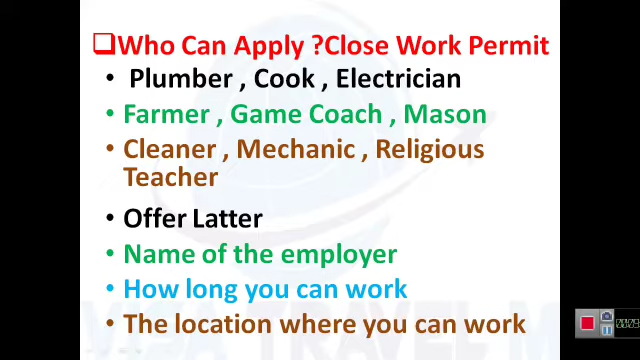 ❑Who Can Apply ?Close Work Permit
• Plumber , Cook , Electrician
• Farmer , Game Coach , Mason
• Cleaner , Mechanic , Religious
Teacher
• Offer Latter
• Name of the employer
• How long you can work
• The location where you can work
TRAVEL